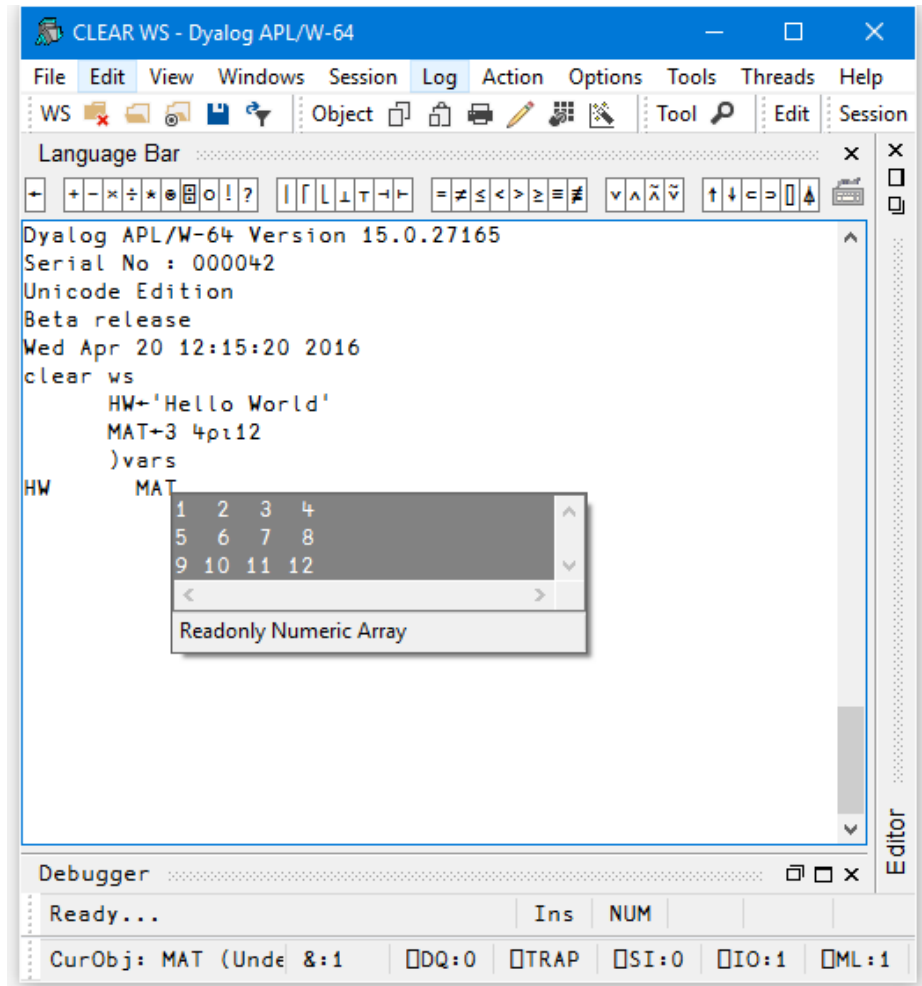 CLEAR WS - Dyalog APL/W-64
File Edit View Windows Session Log Action Options Tools Threads Help
WS Object Tool Edit Session
Language Bar
← + - × ÷ * ⍟ ⌹ ○ ! ? | ⌈ ⌊ ⊥ ⊤ ⊣ ⊢ = ≠ ≤ < > ≥ ≡ ≢ ∨ ∧ ⍲ ⍱ ↑ ↓ ⊂ ⊃ ⌷ ⍋
Dyalog APL/W-64 Version 15.0.27165
Serial No : 000042
Unicode Edition
Beta release
Wed Apr 20 12:15:20 2016
clear ws
HW←'Hello World'
MAT←3 4⍴⍳12
)vars
HW MAT
1 2 3 4
5 6 7 8
9 10 11 12
Readonly Numeric Array
Editor
Debugger
Ready... Ins NUM
CurObj: MAT (Unde &:1 ⎕DQ:0 ⎕TRAP ⎕SI:0 ⎕IO:1 ⎕ML:1